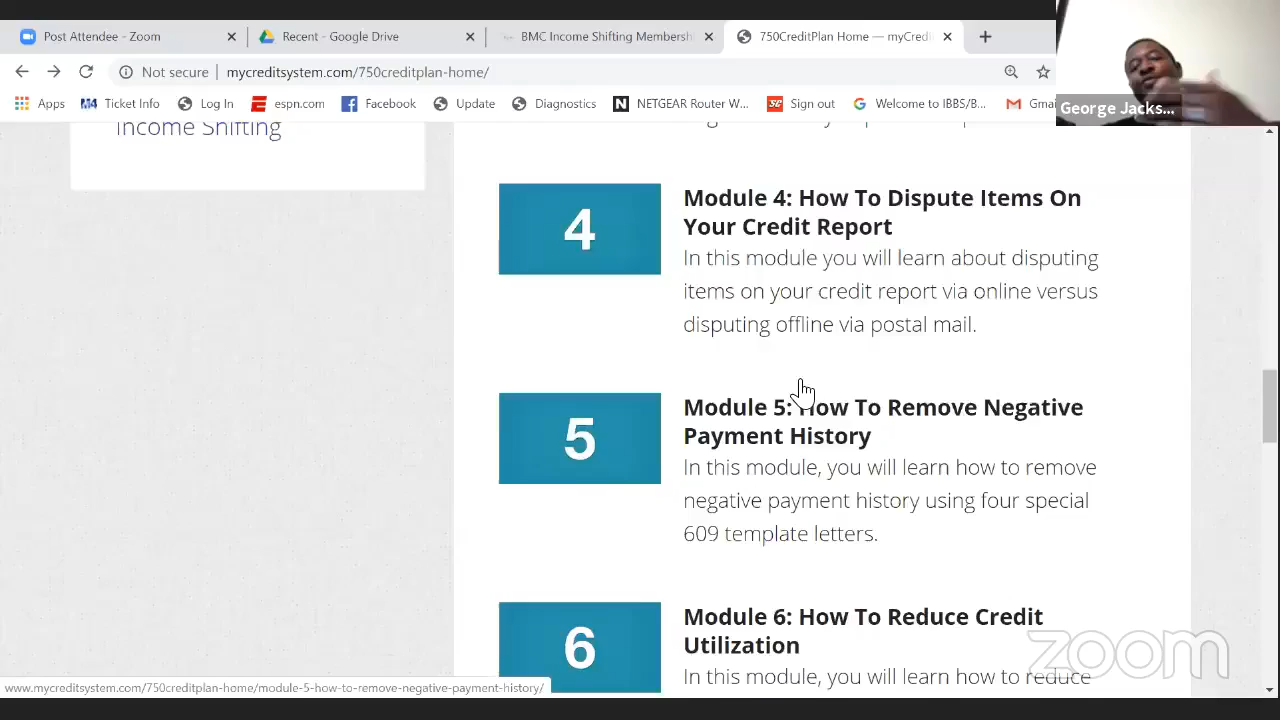 Post Attendee - Zoom
Recent - Google Drive
BMC Income Shifting Membersh
750CreditPlan Home — myCredi
Not secure
mycreditsystem.com/750creditplan-home/
Apps
M4 Ticket Info
Log In
espn.com
Facebook
Update
Diagnostics
N NETGEAR Router W...
Sign out
Welcome to IBBS/B...
Gma
George Jacks...
Income Shifting
4
Module 4: How To Dispute Items On
Your Credit Report
In this module you will learn about disputing
items on your credit report via online versus
disputing offline via postal mail.
5
Module 5: How To Remove Negative
Payment History
In this module, you will learn how to remove
negative payment history using four special
609 template letters.
6
Module 6: How To Reduce Credit
Utilization
In this module, you will learn how to reduce
zoom
www.mycreditsystem.com/750creditplan-home/module-5-how-to-remove-negative-payment-history/